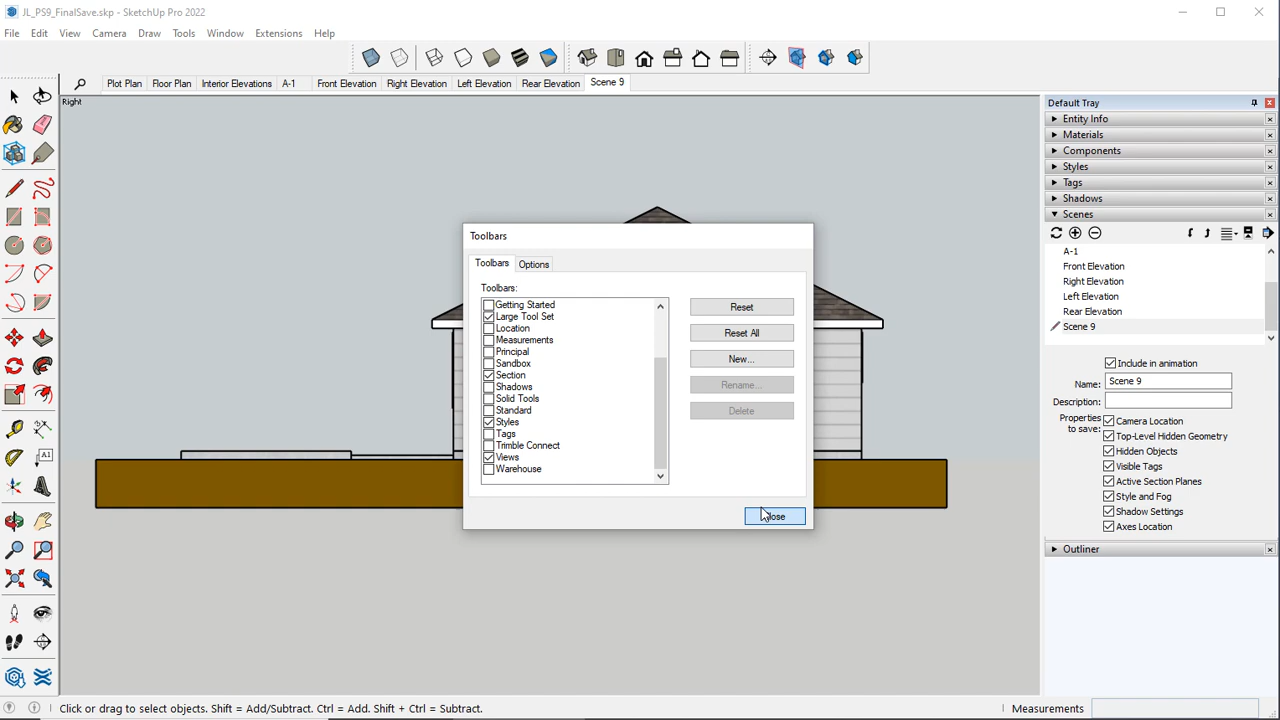 JL_PS9_FinalSave.skp - SketchUp Pro 2022
File Edit View Camera Draw Tools Window Extensions Help
Plot Plan Floor Plan Interior Elevations A-1 Front Elevation Right Elevation Left Elevation Rear Elevation Scene 9
Right
Default Tray
Entity Info
Materials
Components
Styles
Tags
Shadows
Scenes
A-1
Front Elevation
Right Elevation
Left Elevation
Rear Elevation
Scene 9
Include in animation
Name: Scene 9
Description:
Properties to save:
Camera Location
Top-Level Hidden Geometry
Hidden Objects
Visible Tags
Active Section Planes
Style and Fog
Shadow Settings
Axes Location
Outliner
Toolbars
Toolbars Options
Toolbars:
Getting Started
Large Tool Set
Location
Measurements
Principal
Sandbox
Section
Shadows
Solid Tools
Standard
Styles
Tags
Trimble Connect
Views
Warehouse
Reset
Reset All
New...
Rename...
Delete
Close
A1
Click or drag to select objects. Shift = Add/Subtract. Ctrl = Add. Shift + Ctrl = Subtract.
Measurements